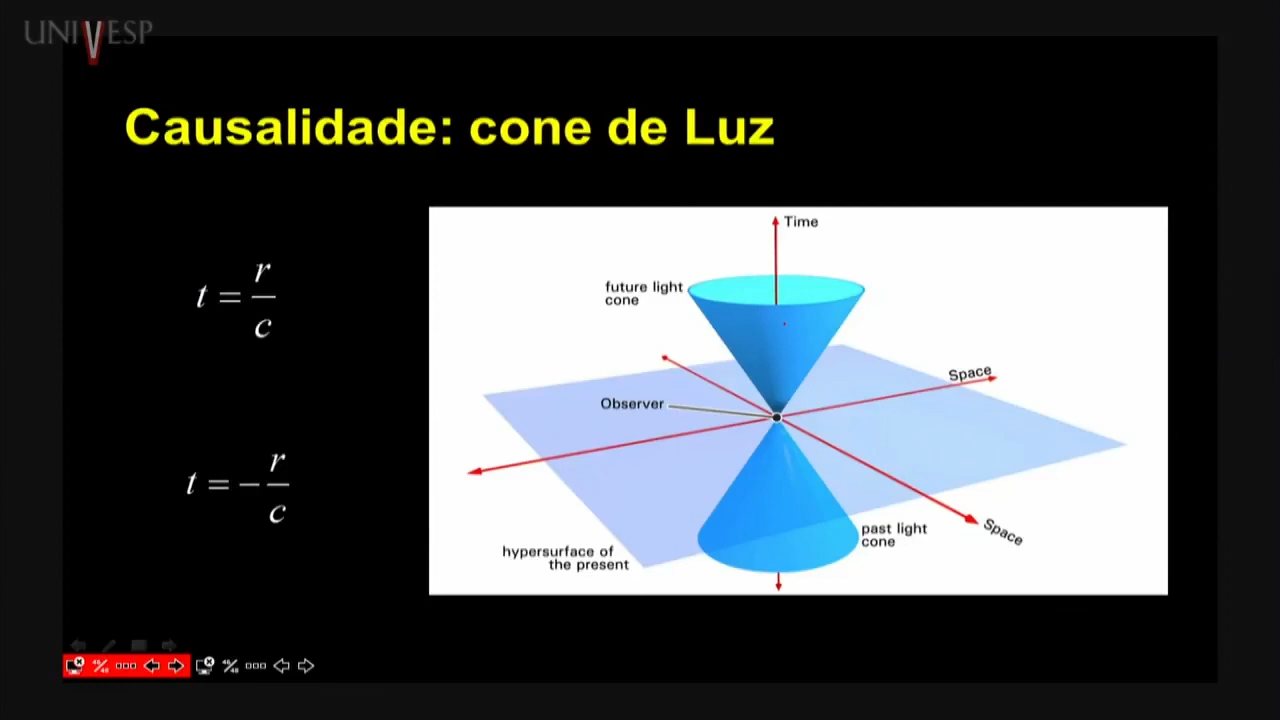 UNIVESP
Causalidade: cone de Luz
t = r/c
t = - r/c
Time
future light
cone
Space
Observer
Space
past light
cone
hypersurface of
the present